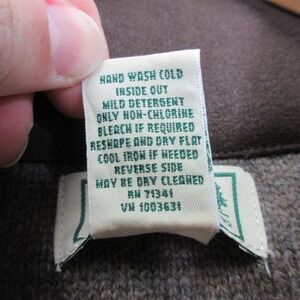 HAND WASH COLD
INSIDE OUT
MILD DETERGENT
ONLY NON-CHLORINE
BLEACH IF REQUIRED
RESHAPE AND DRY FLAT
COOL IRON IF NEEDED
REVERSE SIDE
MAY BE DRY CLEANED
RN 71341
VN 1003631